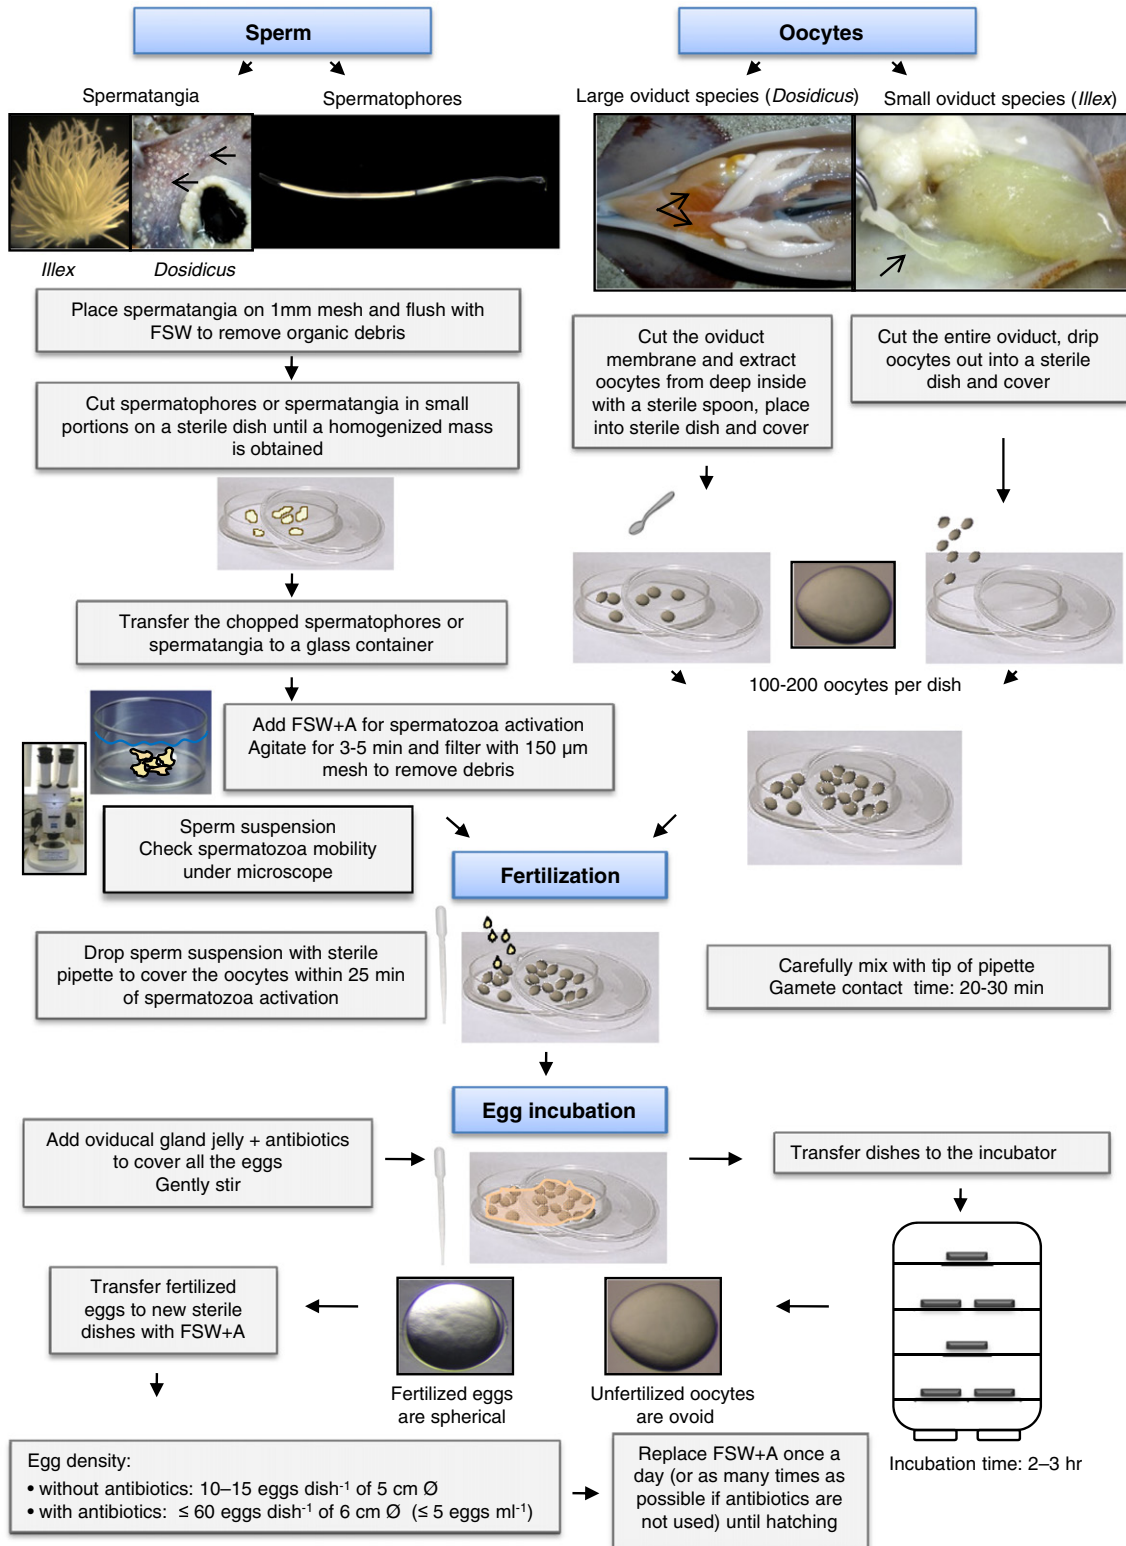 Sperm
Oocytes
Spermatangia
Spermatophores
Large oviduct species (Dosidicus)
Small oviduct species (Illex)
Illex
Dosidicus
Place spermatangia on 1mm mesh and flush with
FSW to remove organic debris
Cut the oviduct
membrane and extract
oocytes from deep inside
with a sterile spoon, place
into sterile dish and cover
Cut the entire oviduct, drip
oocytes out into a sterile
dish and cover
Cut spermatophores or spermatangia in small
portions on a sterile dish until a homogenized mass
is obtained
Transfer the chopped spermatophores or
spermatangia to a glass container
100-200 oocytes per dish
Add FSW+A for spermatozoa activation
Agitate for 3-5 min and filter with 150 µm
mesh to remove debris
Sperm suspension
Check spermatozoa mobility
under microscope
Fertilization
Drop sperm suspension with sterile
pipette to cover the oocytes within 25 min
of spermatozoa activation
Carefully mix with tip of pipette
Gamete contact time: 20-30 min
Egg incubation
Add oviducal gland jelly + antibiotics
to cover all the eggs
Gently stir
Transfer dishes to the incubator
Transfer fertilized
eggs to new sterile
dishes with FSW+A
Fertilized eggs
are spherical
Unfertilized oocytes
are ovoid
Incubation time: 2–3 hr
Egg density:
• without antibiotics: 10–15 eggs dish⁻¹ of 5 cm Ø
• with antibiotics: ≤ 60 eggs dish⁻¹ of 6 cm Ø (≤ 5 eggs ml⁻¹)
Replace FSW+A once a
day (or as many times as
possible if antibiotics are
not used) until hatching